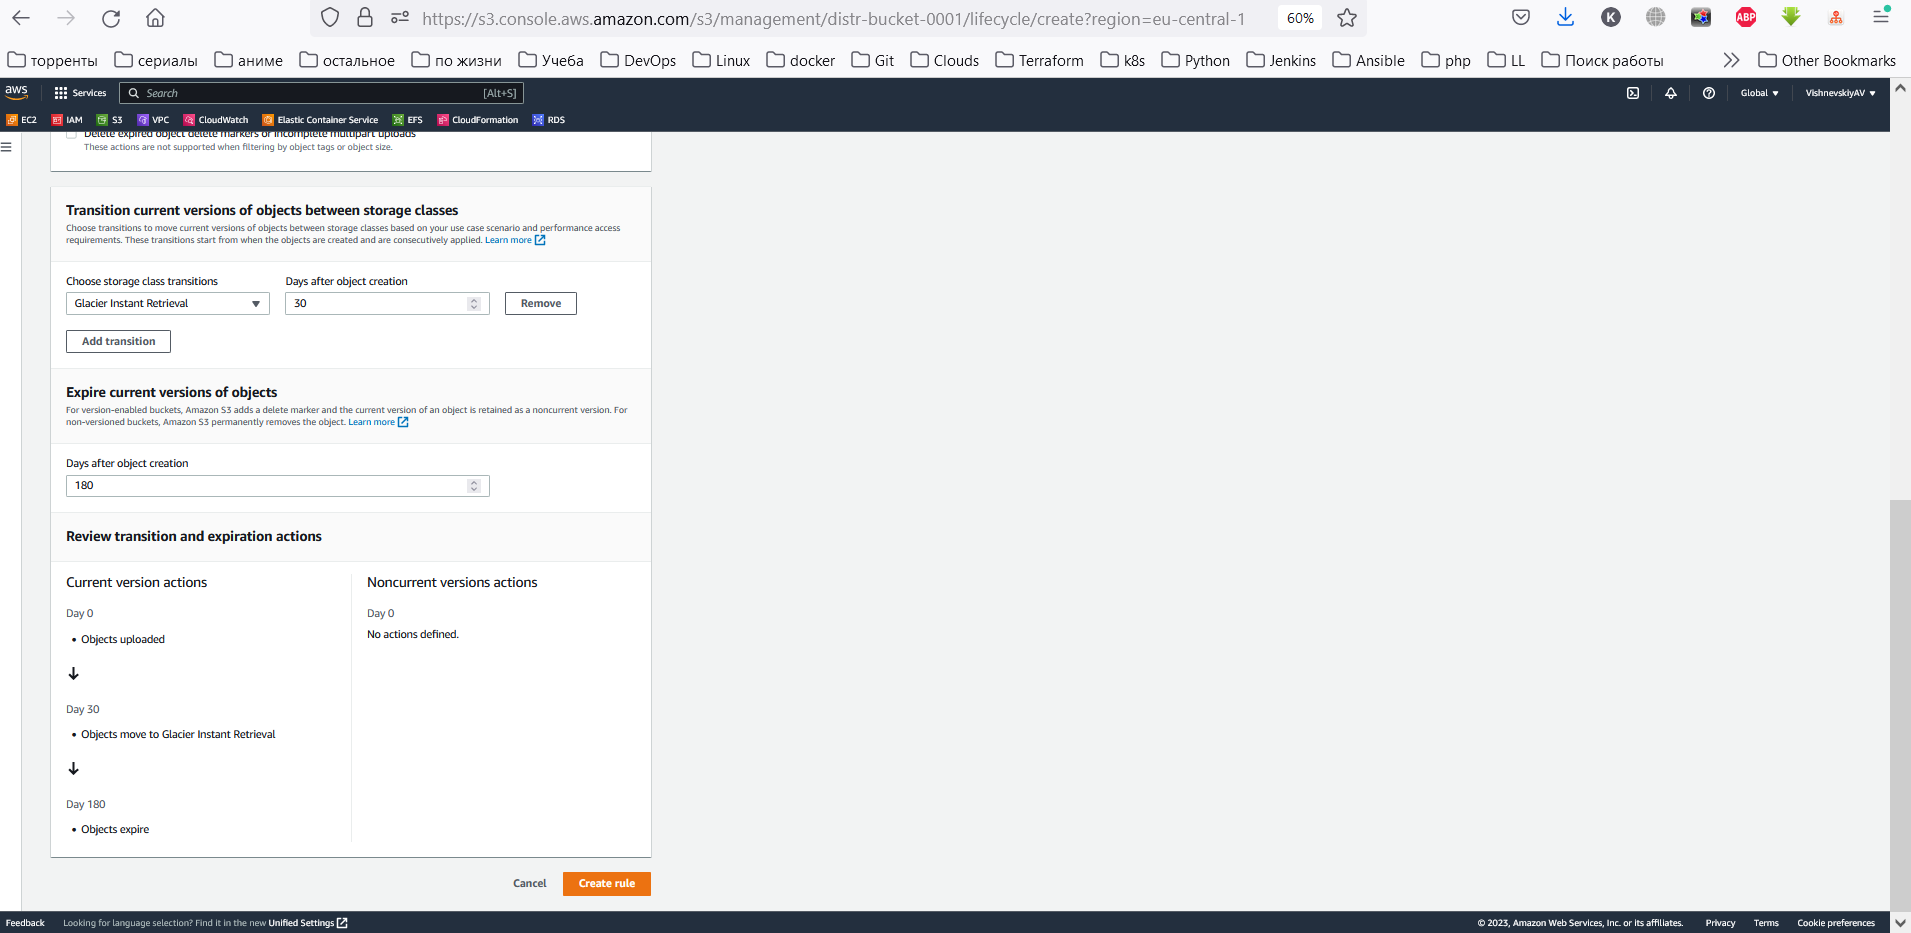 https://s3.console.aws.amazon.com/s3/management/distr-bucket-0001/lifecycle/create?region=eu-central-1
60%
K
ABP
торренты
сериалы
аниме
остальное
по жизни
Учеба
DevOps
Linux
docker
Git
Clouds
Terraform
k8s
Python
Jenkins
Ansible
php
LL
Поиск работы
Other Bookmarks
aws
Services
Search
[Alt+S]
Global
VishnevskiyAV
EC2
IAM
S3
VPC
CloudWatch
Elastic Container Service
EFS
CloudFormation
RDS
Delete expired object delete markers or incomplete multipart uploads
These actions are not supported when filtering by object tags or object size.
Transition current versions of objects between storage classes
Choose transitions to move current versions of objects between storage classes based on your use case scenario and performance access
requirements. These transitions start from when the objects are created and are consecutively applied. Learn more
Choose storage class transitions
Days after object creation
Glacier Instant Retrieval
30
Remove
Add transition
Expire current versions of objects
For version-enabled buckets, Amazon S3 adds a delete marker and the current version of an object is retained as a noncurrent version. For
non-versioned buckets, Amazon S3 permanently removes the object. Learn more
Days after object creation
180
Review transition and expiration actions
Current version actions
Day 0
• Objects uploaded
Day 30
• Objects move to Glacier Instant Retrieval
Day 180
• Objects expire
Noncurrent versions actions
Day 0
No actions defined.
Cancel
Create rule
Feedback
Looking for language selection? Find it in the new Unified Settings
© 2023, Amazon Web Services, Inc. or its affiliates.
Privacy
Terms
Cookie preferences